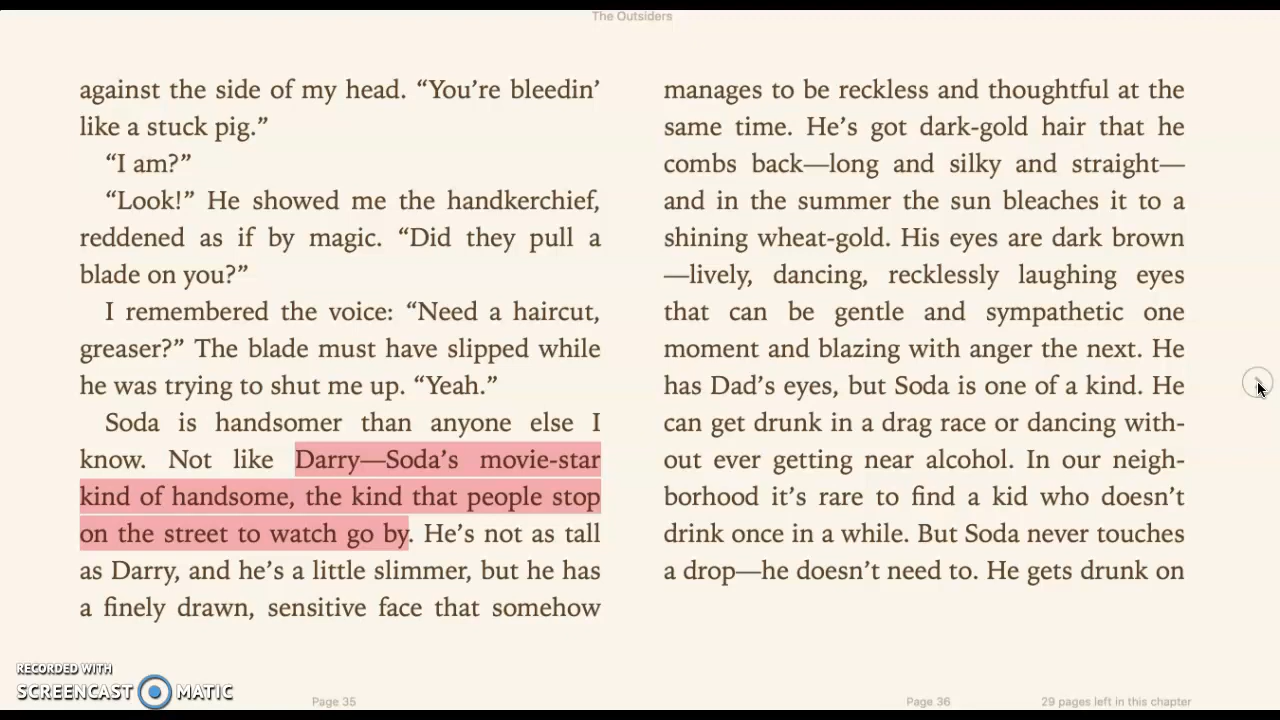 The Outsiders
against the side of my head. “You’re bleedin’
like a stuck pig.”
“I am?”
“Look!” He showed me the handkerchief,
reddened as if by magic. “Did they pull a
blade on you?”
I remembered the voice: “Need a haircut,
greaser?” The blade must have slipped while
he was trying to shut me up. “Yeah.”
Soda is handsomer than anyone else I
know. Not like Darry—Soda’s movie-star
kind of handsome, the kind that people stop
on the street to watch go by. He’s not as tall
as Darry, and he’s a little slimmer, but he has
a finely drawn, sensitive face that somehow
manages to be reckless and thoughtful at the
same time. He’s got dark-gold hair that he
combs back—long and silky and straight—
and in the summer the sun bleaches it to a
shining wheat-gold. His eyes are dark brown
—lively, dancing, recklessly laughing eyes
that can be gentle and sympathetic one
moment and blazing with anger the next. He
has Dad’s eyes, but Soda is one of a kind. He
can get drunk in a drag race or dancing with-
out ever getting near alcohol. In our neigh-
borhood it’s rare to find a kid who doesn’t
drink once in a while. But Soda never touches
a drop—he doesn’t need to. He gets drunk on
RECORDED WITH
SCREENCAST MATIC
Page 35
Page 36
29 pages left in this chapter